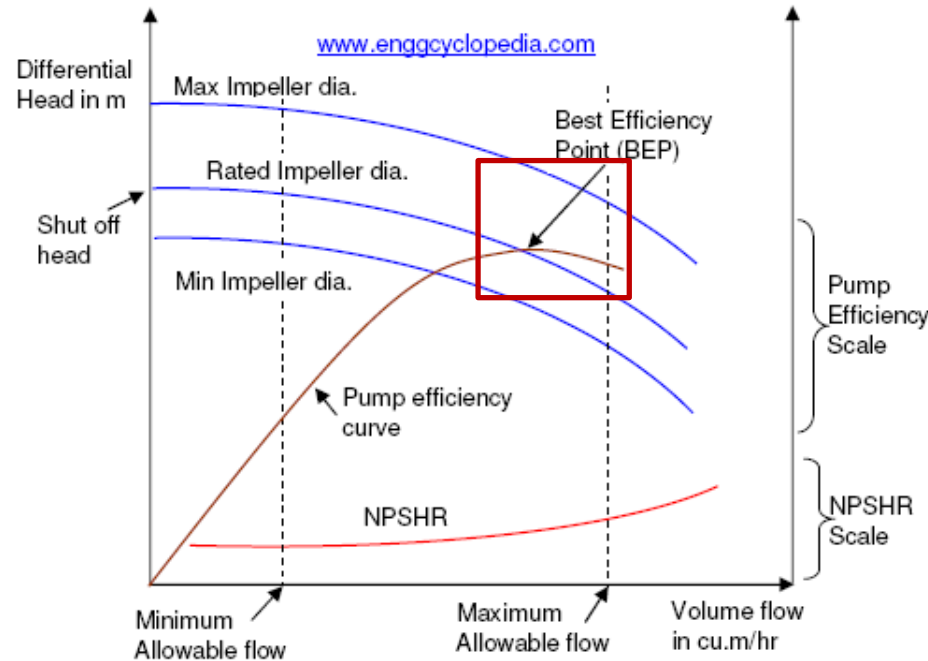 www.enggcyclopedia.com
Differential
Head in m
Max Impeller dia.
Best Efficiency
Point (BEP)
Rated Impeller dia.
Shut off
head
Min Impeller dia.
Pump
Efficiency
Scale
Pump efficiency
curve
NPSHR
NPSHR
Scale
Minimum
Allowable flow
Maximum
Allowable flow
Volume flow
in cu.m/hr